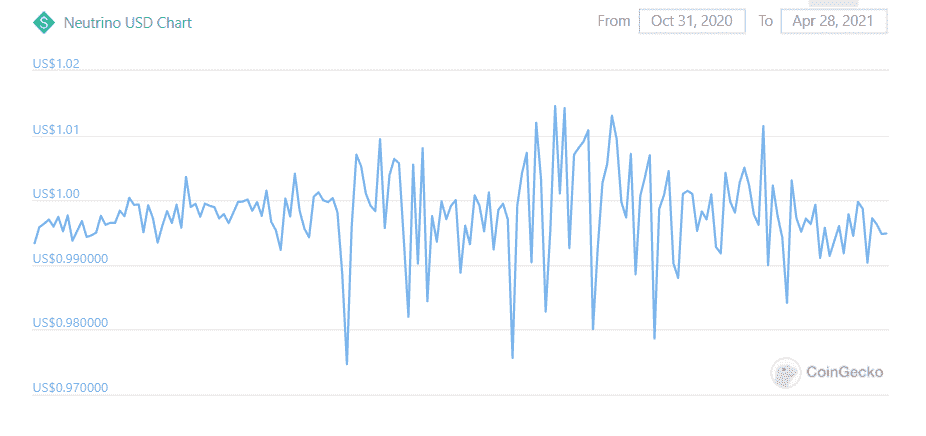 Neutrino USD Chart
From Oct 31, 2020 To Apr 28, 2021
US$1.02
US$1.01
US$1.00
US$0.990000
US$0.980000
US$0.970000
CoinGecko